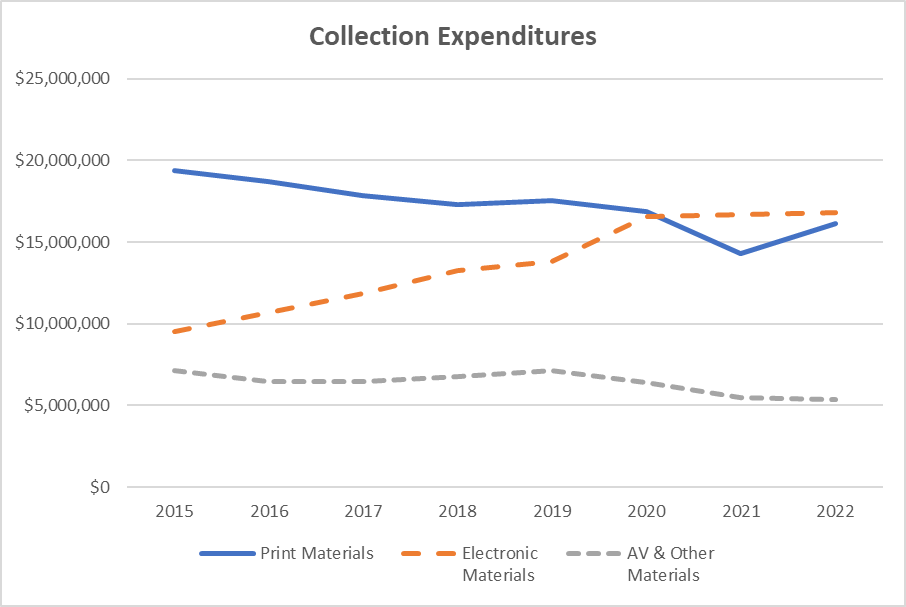 Collection Expenditures
$25,000,000
$20,000,000
$15,000,000
$10,000,000
$5,000,000
$0
2015 2016 2017 2018 2019 2020 2021 2022
Print Materials
Electronic
Materials
AV & Other
Materials